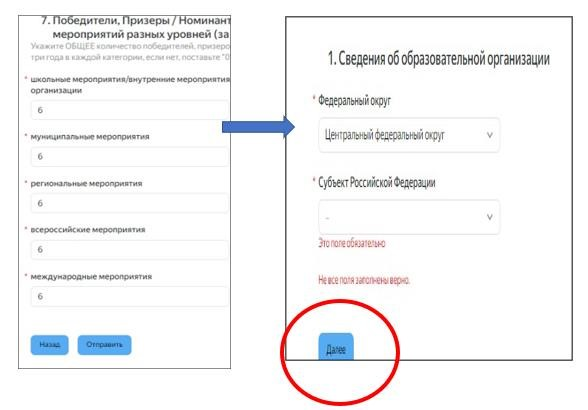 7. Победители, Призеры / Номинант
мероприятий разных уровней (за
Укажите ОБЩЕЕ количество победителей, призеро
три года в каждой категории, если нет, поставьте "0
* школьные мероприятия/внутренние мероприятия
организации
6
* муниципальные мероприятия
6
* региональные мероприятия
6
* всероссийские мероприятия
6
* международные мероприятия
6
Назад Отправить
1. Сведения об образовательной организации
* Федеральный округ
Центральный федеральный округ
* Субъект Российской Федерации
-
Это поле обязательно
Не все поля заполнены верно.
Далее